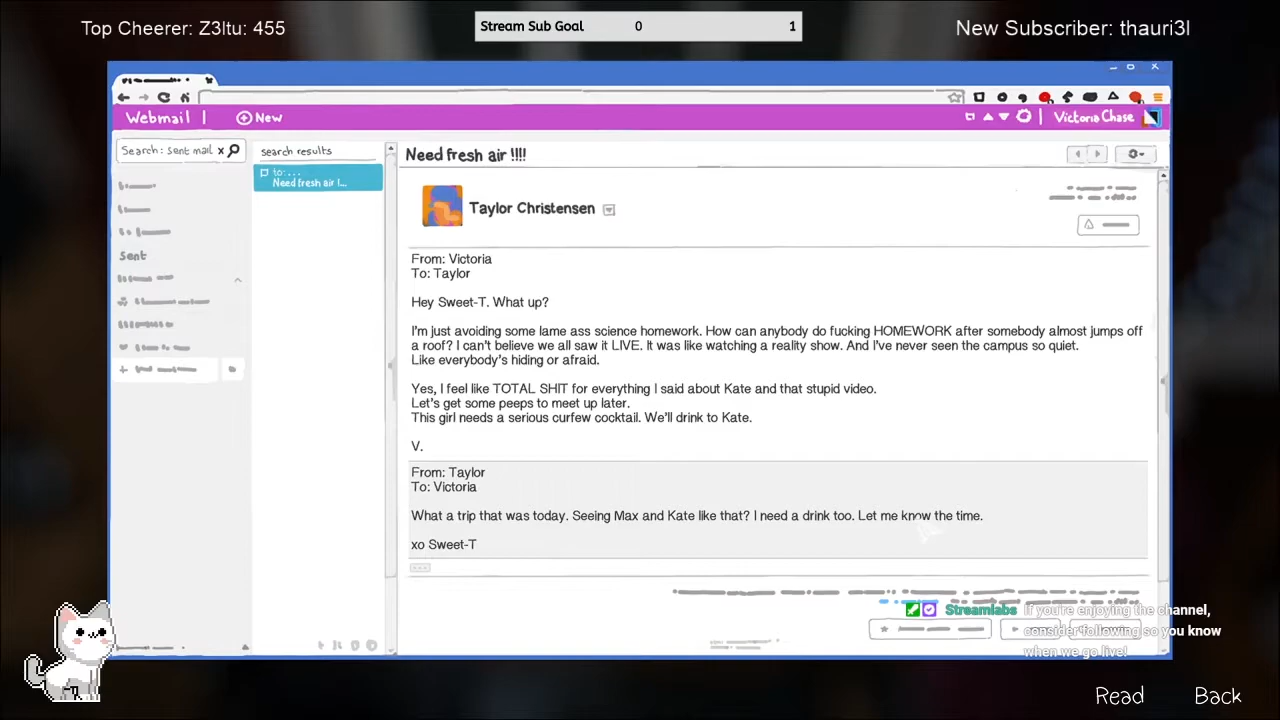 Top Cheerer: Z3ltu: 455
Stream Sub Goal 0 1
New Subscriber: thauri3l
Webmail | New
Victoria Chase
Search: sent mail x
search results
Need fresh air !!!!
to:...
Need fresh air !...
Sent
Taylor Christensen
From: Victoria
To: Taylor
Hey Sweet-T. What up?
I'm just avoiding some lame ass science homework. How can anybody do fucking HOMEWORK after somebody almost jumps off
a roof? I can't believe we all saw it LIVE. It was like watching a reality show. And I've never seen the campus so quiet.
Like everybody's hiding or afraid.
Yes, I feel like TOTAL SHIT for everything I said about Kate and that stupid video.
Let's get some peeps to meet up later.
This girl needs a serious curfew cocktail. We'll drink to Kate.
V.
From: Taylor
To: Victoria
What a trip that was today. Seeing Max and Kate like that? I need a drink too. Let me know the time.
xo Sweet-T
Streamlabs If you're enjoying the channel,
consider following so you know
when we go live!
Read Back